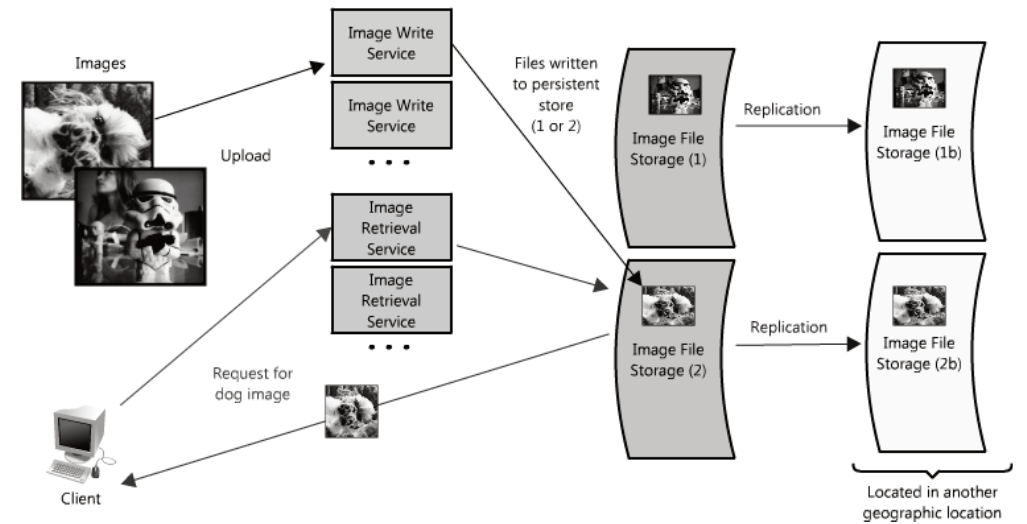 Images
Upload
Image Write
Service
Image Write
Service
...
Image
Retrieval
Service
Image
Retrieval
Service
...
Request for
dog image
Client
Files written
to persistent
store
(1 or 2)
Image File
Storage (1)
Replication
Image File
Storage (1b)
Image File
Storage (2)
Replication
Image File
Storage (2b)
Located in another
geographic location